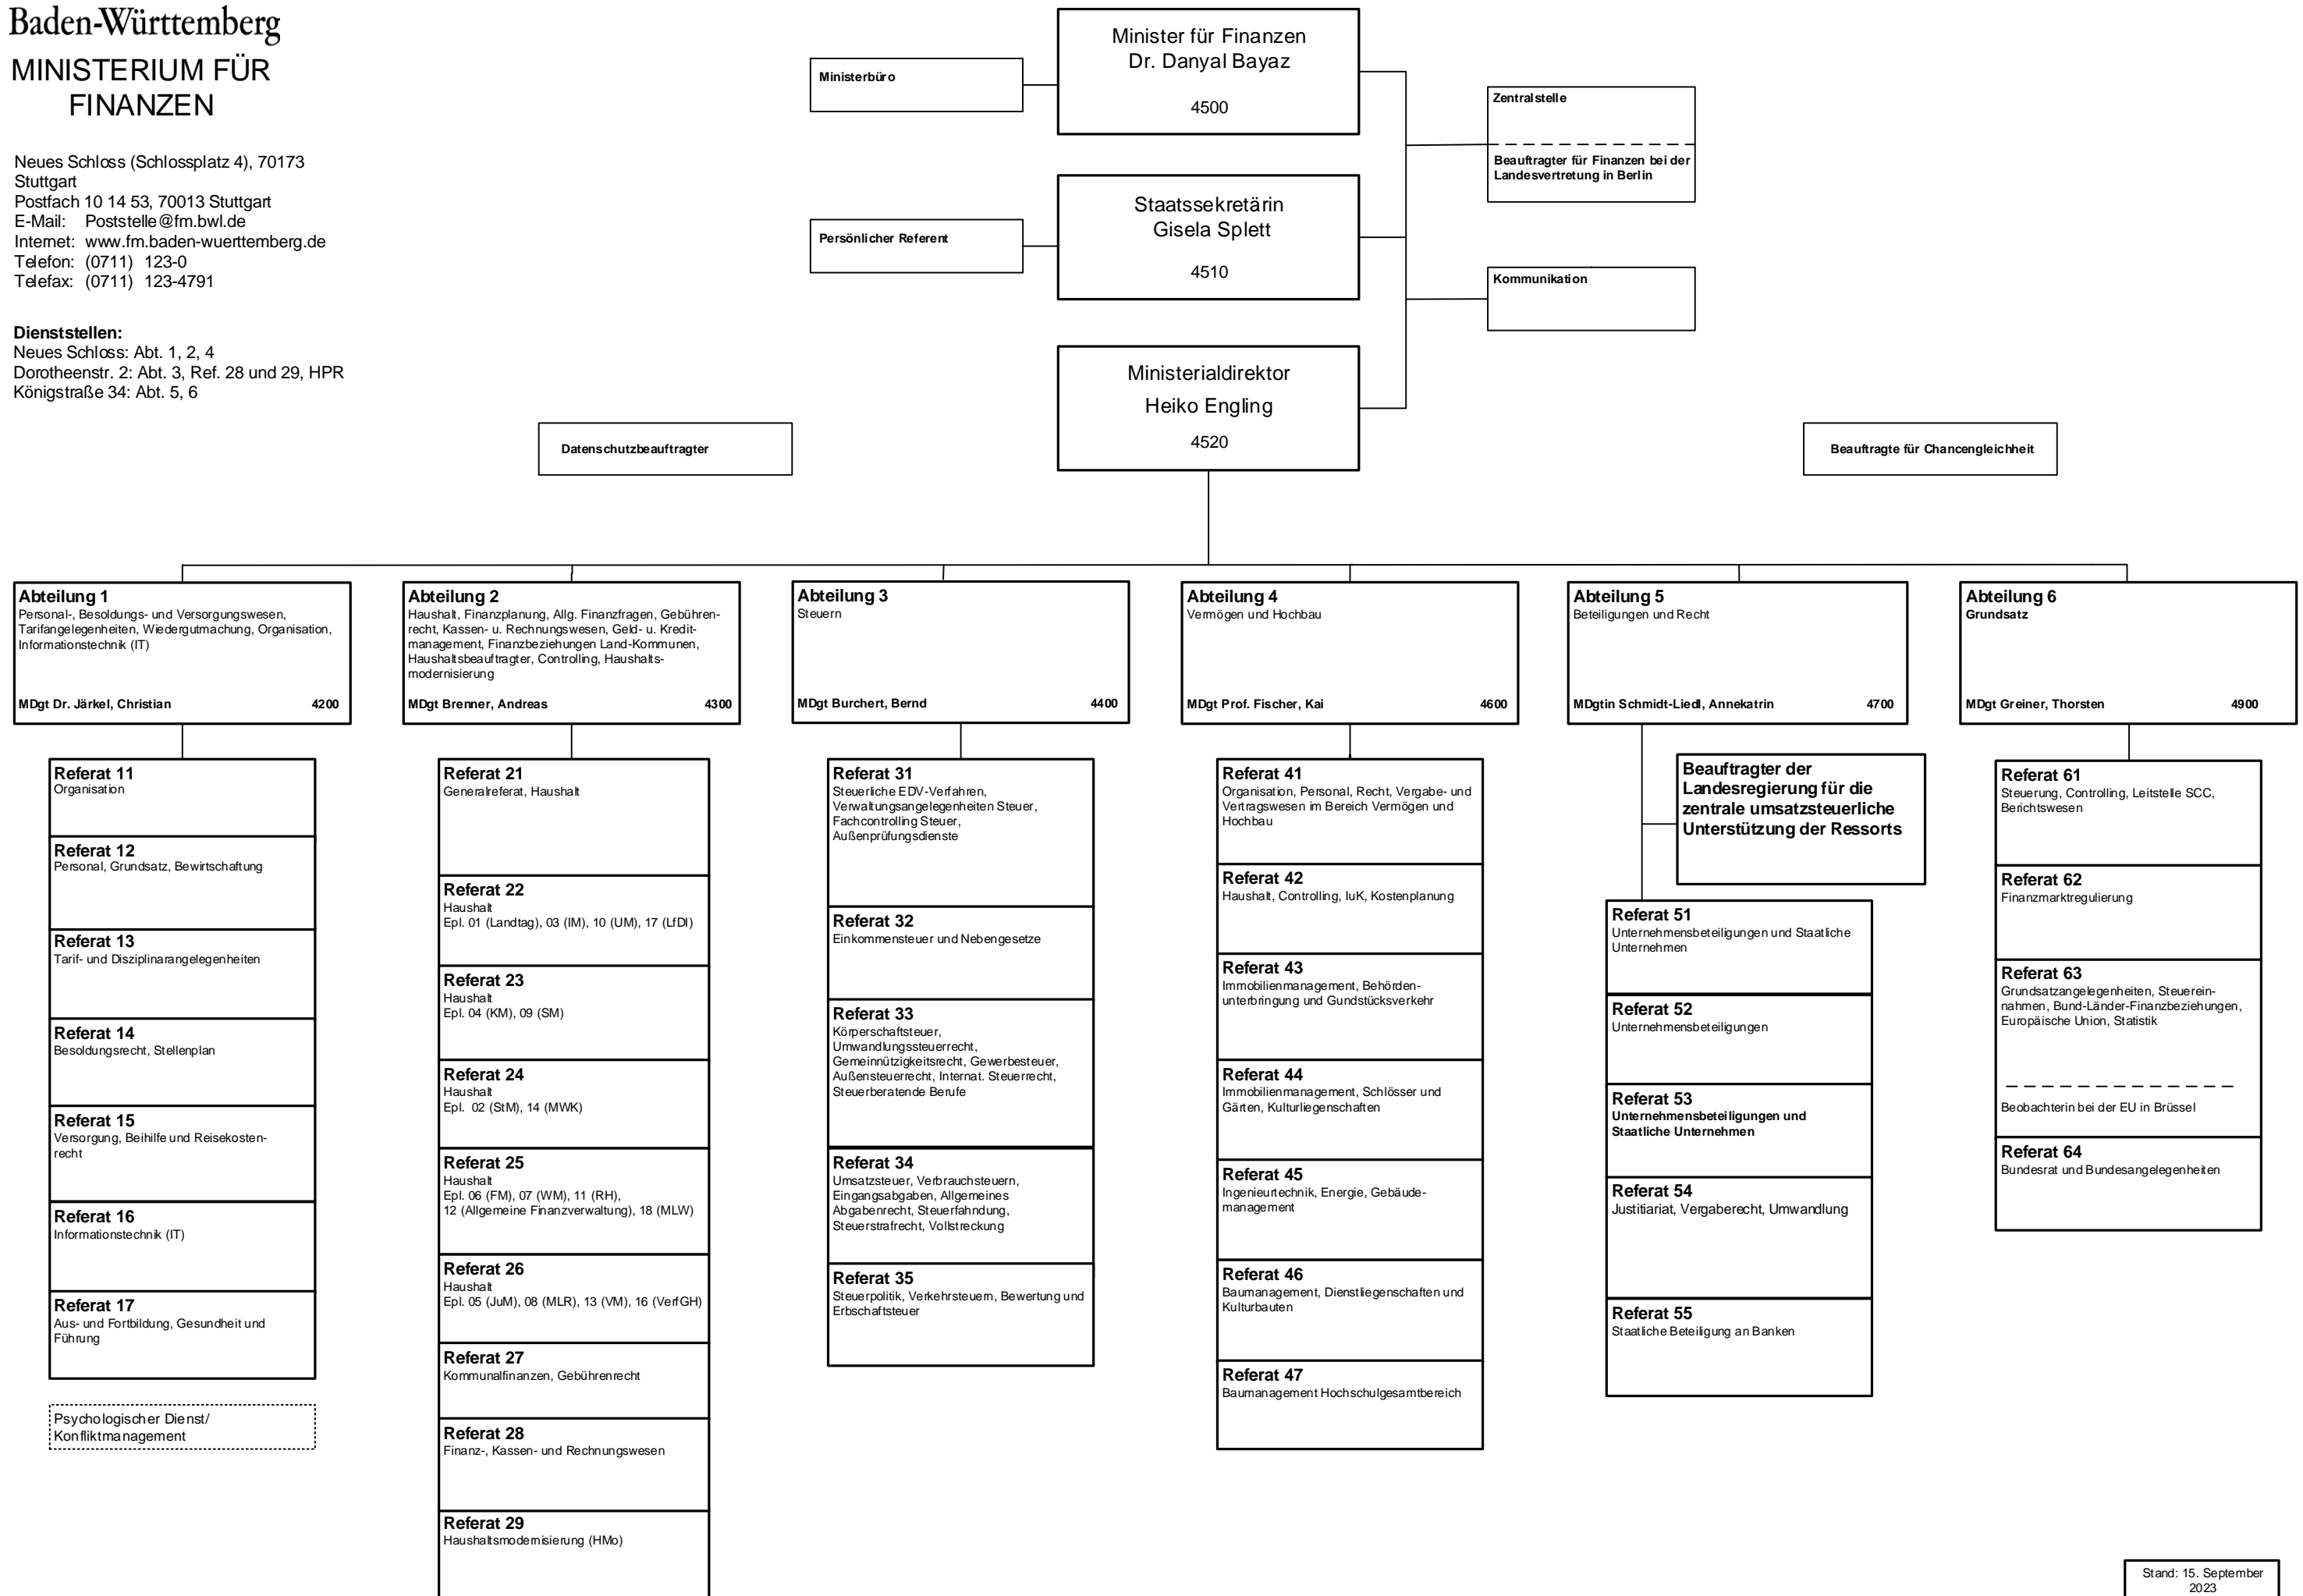 Baden-Württemberg
MINISTERIUM FÜR
FINANZEN
Neues Schloss (Schlossplatz 4), 70173
Stuttgart
Postfach 10 14 53, 70013 Stuttgart
E-Mail: Poststelle@fm.bwl.de
Internet: www.fm.baden-wuerttemberg.de
Telefon: (0711) 123-0
Telefax: (0711) 123-4791
Dienststellen:
Neues Schloss: Abt. 1, 2, 4
Dorotheenstr. 2: Abt. 3, Ref. 28 und 29, HPR
Königstraße 34: Abt. 5, 6
Minister für Finanzen
Dr. Danyal Bayaz
4500
Ministerbüro
Zentralstelle
Beauftragter für Finanzen bei der
Landesvertretung in Berlin
Staatssekretärin
Gisela Splett
4510
Persönlicher Referent
Kommunikation
Ministerialdirektor
Heiko Engling
4520
Datenschutzbeauftragter
Beauftragte für Chancengleichheit
Abteilung 1
Personal-, Besoldungs- und Versorgungswesen,
Tarifangelegenheiten, Wiedergutmachung, Organisation,
Informationstechnik (IT)
MDgt Dr. Järkel, Christian 4200
Referat 11
Organisation
Referat 12
Personal, Grundsatz, Bewirtschaftung
Referat 13
Tarif- und Disziplinarangelegenheiten
Referat 14
Besoldungsrecht, Stellenplan
Referat 15
Versorgung, Beihilfe und Reisekosten-
recht
Referat 16
Informationstechnik (IT)
Referat 17
Aus- und Fortbildung, Gesundheit und
Führung
Psychologischer Dienst/
Konfliktmanagement
Abteilung 2
Haushalt, Finanzplanung, Allg. Finanzfragen, Gebühren-
recht, Kassen- u. Rechnungswesen, Geld- u. Kredit-
management, Finanzbeziehungen Land-Kommunen,
Haushaltsbeauftragter, Controlling, Haushalts-
modernisierung
MDgt Brenner, Andreas 4300
Referat 21
Generalreferat, Haushalt
Referat 22
Haushalt
Epl. 01 (Landtag), 03 (IM), 10 (UM), 17 (LfDI)
Referat 23
Haushalt
Epl. 04 (KM), 09 (SM)
Referat 24
Haushalt
Epl. 02 (StM), 14 (MWK)
Referat 25
Haushalt
Epl. 06 (FM), 07 (WM), 11 (RH),
12 (Allgemeine Finanzverwaltung), 18 (MLW)
Referat 26
Haushalt
Epl. 05 (JuM), 08 (MLR), 13 (VM), 16 (VerfGH)
Referat 27
Kommunalfinanzen, Gebührenrecht
Referat 28
Finanz-, Kassen- und Rechnungswesen
Referat 29
Haushaltsmodernisierung (HMo)
Abteilung 3
Steuern
MDgt Burchert, Bernd 4400
Referat 31
Steuerliche EDV-Verfahren,
Verwaltungsangelegenheiten Steuer,
Fachcontrolling Steuer,
Außenprüfungsdienste
Referat 32
Einkommensteuer und Nebengesetze
Referat 33
Körperschaftsteuer,
Umwandlungssteuerrecht,
Gemeinnützigkeitsrecht, Gewerbesteuer,
Außensteuerrecht, Internat. Steuerrecht,
Steuerberatende Berufe
Referat 34
Umsatzsteuer, Verbrauchsteuern,
Eingangsabgaben, Allgemeines
Abgabenrecht, Steuerfahndung,
Steuerstrafrecht, Vollstreckung
Referat 35
Steuerpolitik, Verkehrsteuern, Bewertung und
Erbschaftsteuer
Abteilung 4
Vermögen und Hochbau
MDgt Prof. Fischer, Kai 4600
Referat 41
Organisation, Personal, Recht, Vergabe- und
Vertragswesen im Bereich Vermögen und
Hochbau
Referat 42
Haushalt, Controlling, IuK, Kostenplanung
Referat 43
Immobilienmanagement, Behörden-
unterbringung und Gundstücksverkehr
Referat 44
Immobilienmanagement, Schlösser und
Gärten, Kulturliegenschaften
Referat 45
Ingenieurtechnik, Energie, Gebäude-
management
Referat 46
Baumanagement, Dienstliegenschaften und
Kulturbauten
Referat 47
Baumanagement Hochschulgesamtbereich
Abteilung 5
Beteiligungen und Recht
MDgtin Schmidt-Liedl, Annekatrin 4700
Beauftragter der
Landesregierung für die
zentrale umsatzsteuerliche
Unterstützung der Ressorts
Referat 51
Unternehmensbeteiligungen und Staatliche
Unternehmen
Referat 52
Unternehmensbeteiligungen
Referat 53
Unternehmensbeteiligungen und
Staatliche Unternehmen
Referat 54
Justitiariat, Vergaberecht, Umwandlung
Referat 55
Staatliche Beteiligung an Banken
Abteilung 6
Grundsatz
MDgt Greiner, Thorsten 4900
Referat 61
Steuerung, Controlling, Leitstelle SCC,
Berichtswesen
Referat 62
Finanzmarktregulierung
Referat 63
Grundsatzangelegenheiten, Steuerein-
nahmen, Bund-Länder-Finanzbeziehungen,
Europäische Union, Statistik
Beobachterin bei der EU in Brüssel
Referat 64
Bundesrat und Bundesangelegenheiten
Stand: 15. September
2023